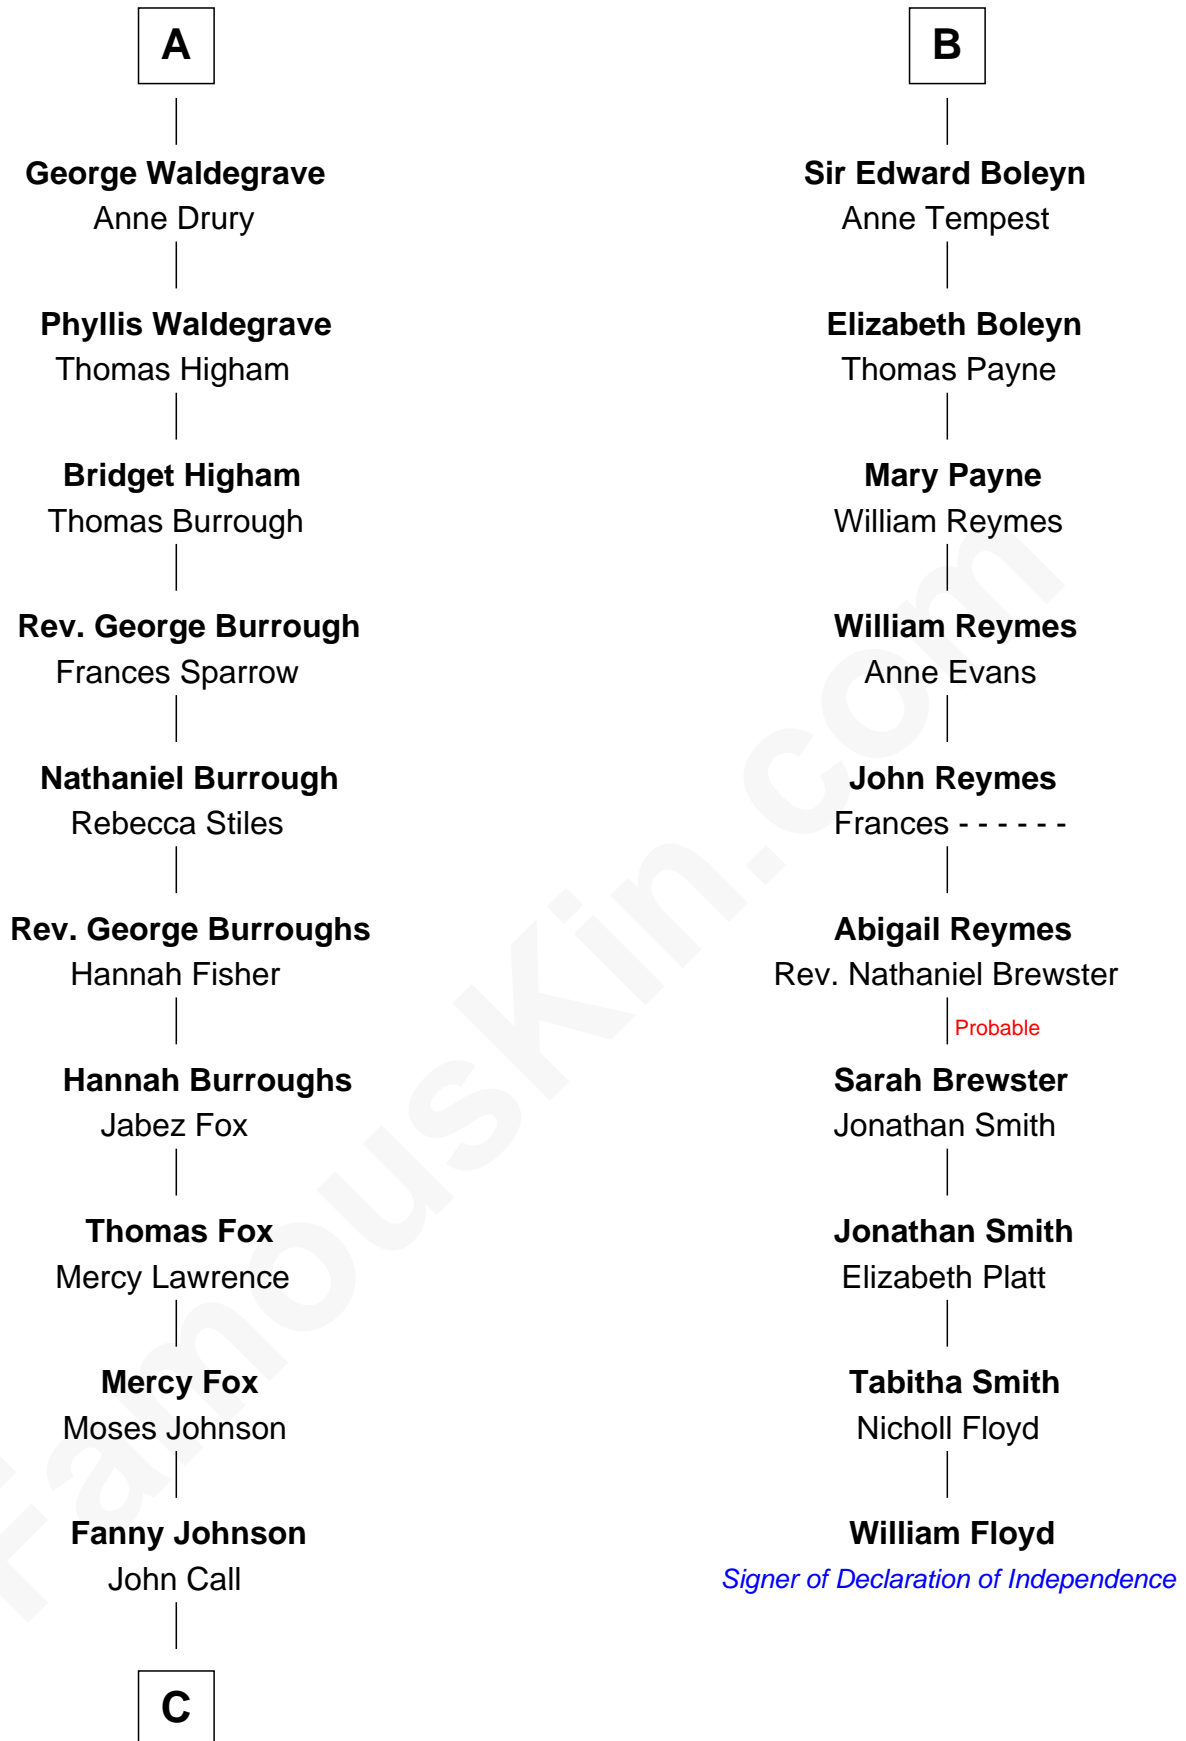 A
George Waldegrave
Anne Drury
Phyllis Waldegrave
Thomas Higham
Bridget Higham
Thomas Burrough
Rev. George Burrough
Frances Sparrow
Nathaniel Burrough
Rebecca Stiles
Rev. George Burroughs
Hannah Fisher
Hannah Burroughs
Jabez Fox
Thomas Fox
Mercy Lawrence
Mercy Fox
Moses Johnson
Fanny Johnson
John Call
C
B
Sir Edward Boleyn
Anne Tempest
Elizabeth Boleyn
Thomas Payne
Mary Payne
William Reymes
William Reymes
Anne Evans
John Reymes
Frances - - - - - -
Abigail Reymes
Rev. Nathaniel Brewster
Probable
Sarah Brewster
Jonathan Smith
Jonathan Smith
Elizabeth Platt
Tabitha Smith
Nicholl Floyd
William Floyd
Signer of Declaration of Independence
FamousKin.com